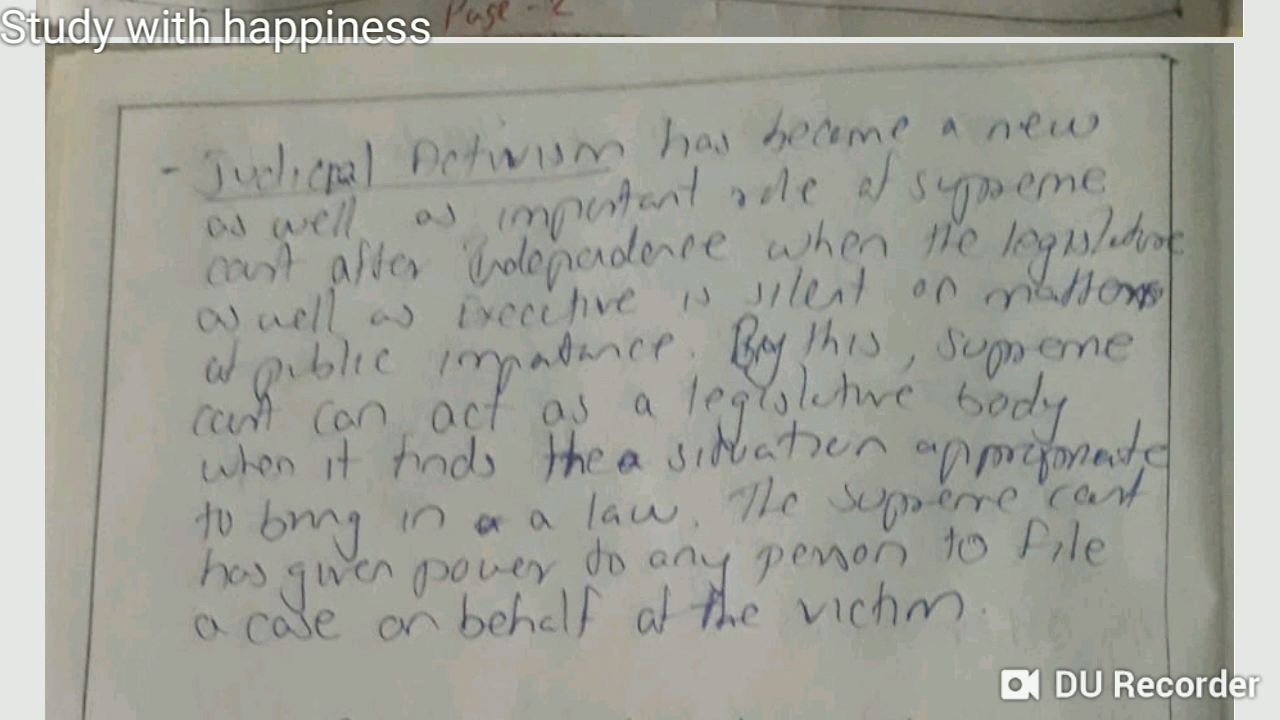 Page - 2
Study with happiness
- Judicial Activism has become a new
as well as important role of supreme
court after independence when the legislature
as well as Executive is silent on matters
of public importance. By this, supreme
court can act as a legislature body
when it finds the a situation appropriate
to bring in a a law. The supreme court
has given power to any person to file
a case on behalf of the victim.
DU Recorder